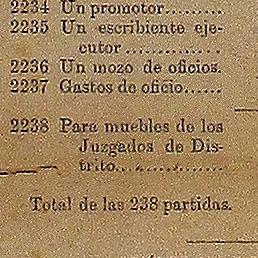 2234 Un promotor.........
2235 Un escribiente eje-
cutor ..............
2236 Un mozo de oficios.
2237 Gastos de oficio......
2238 Para muebles de los
Juzgados de Dis-
trito................
Total de las 238 partidas.